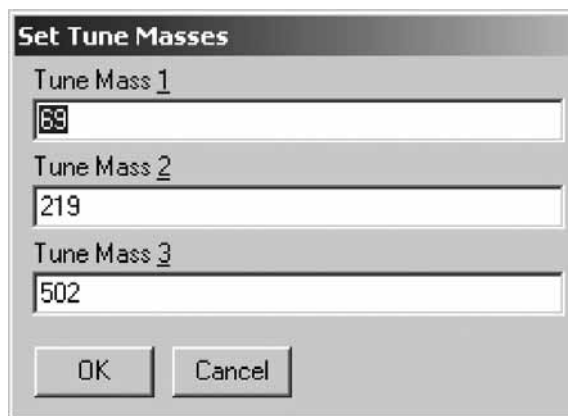 Set Tune Masses
Tune Mass 1
69
Tune Mass 2
219
Tune Mass 3
502
OK Cancel